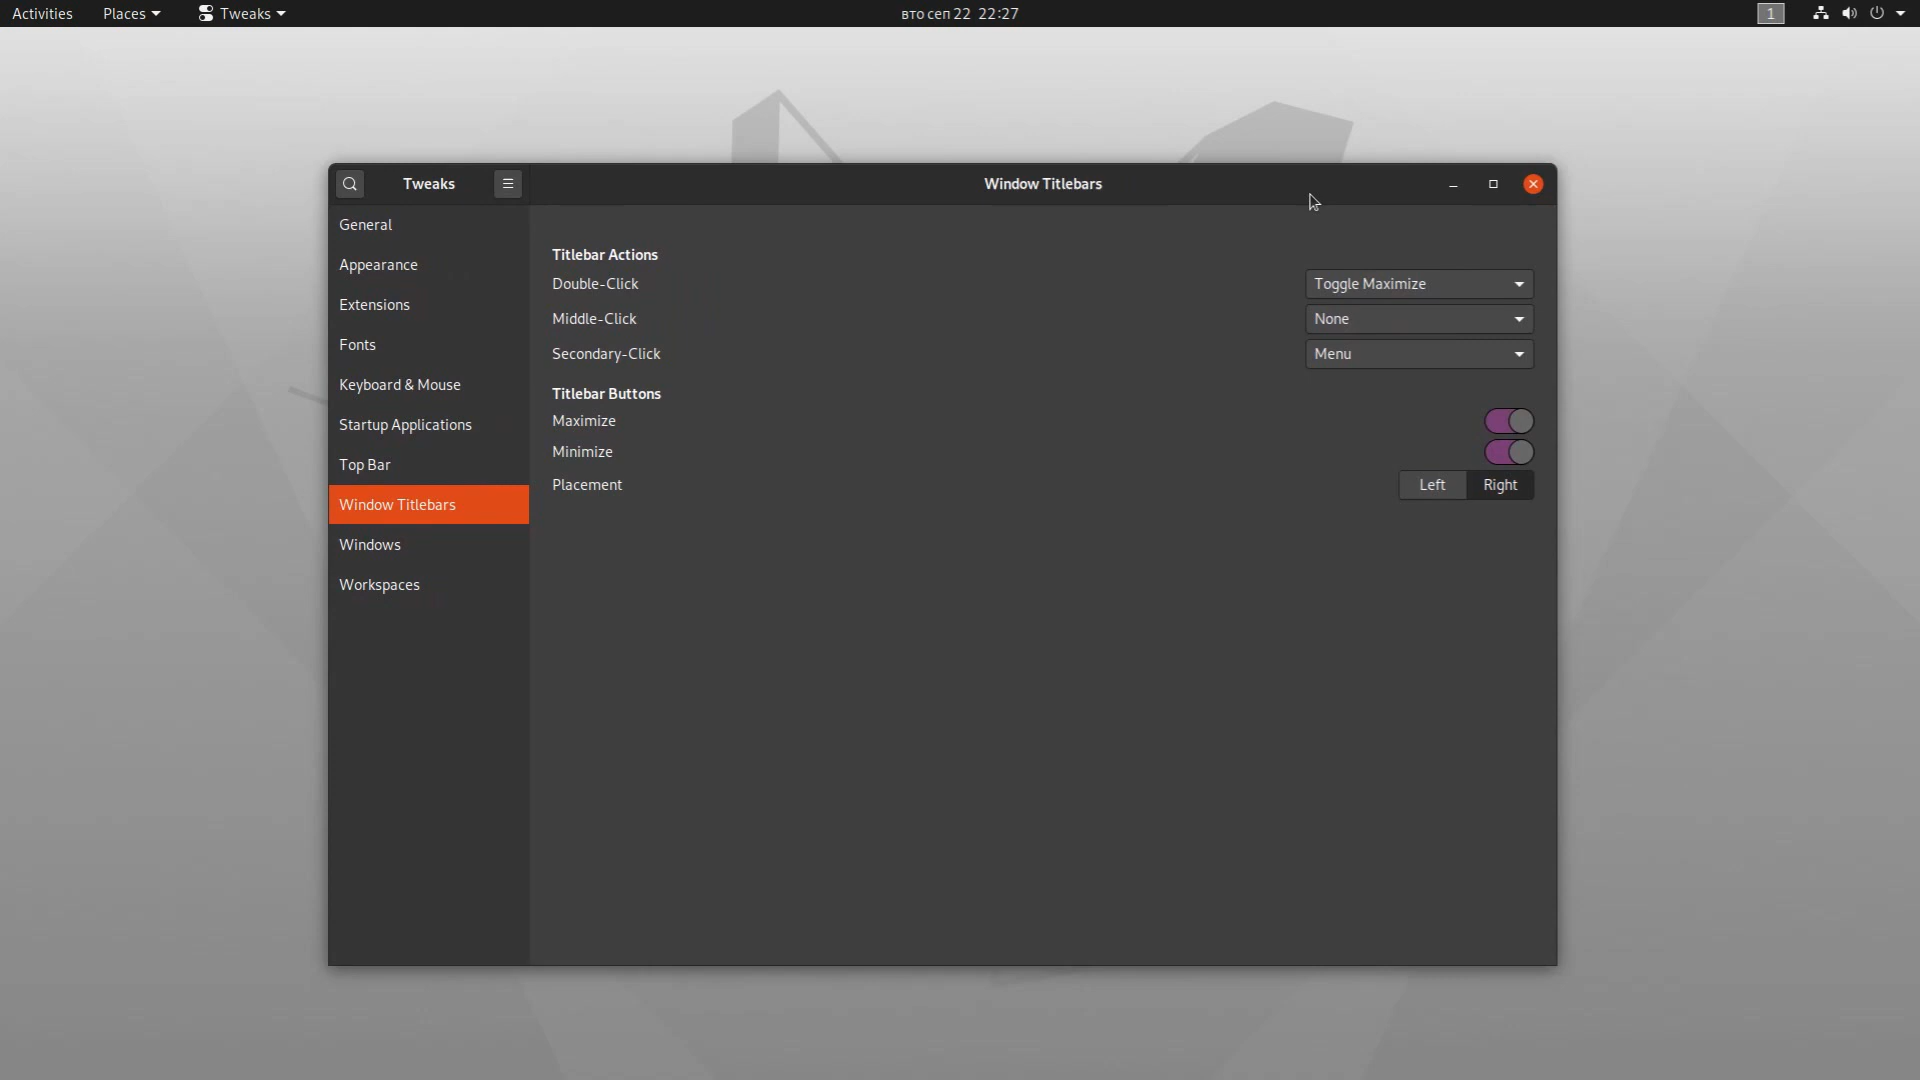 Activities Places Tweaks вто сеп 22 22:27 1
Tweaks Window Titlebars
General
Appearance
Extensions
Fonts
Keyboard & Mouse
Startup Applications
Top Bar
Window Titlebars
Windows
Workspaces
Titlebar Actions
Double-Click Toggle Maximize
Middle-Click None
Secondary-Click Menu
Titlebar Buttons
Maximize
Minimize
Placement Left Right